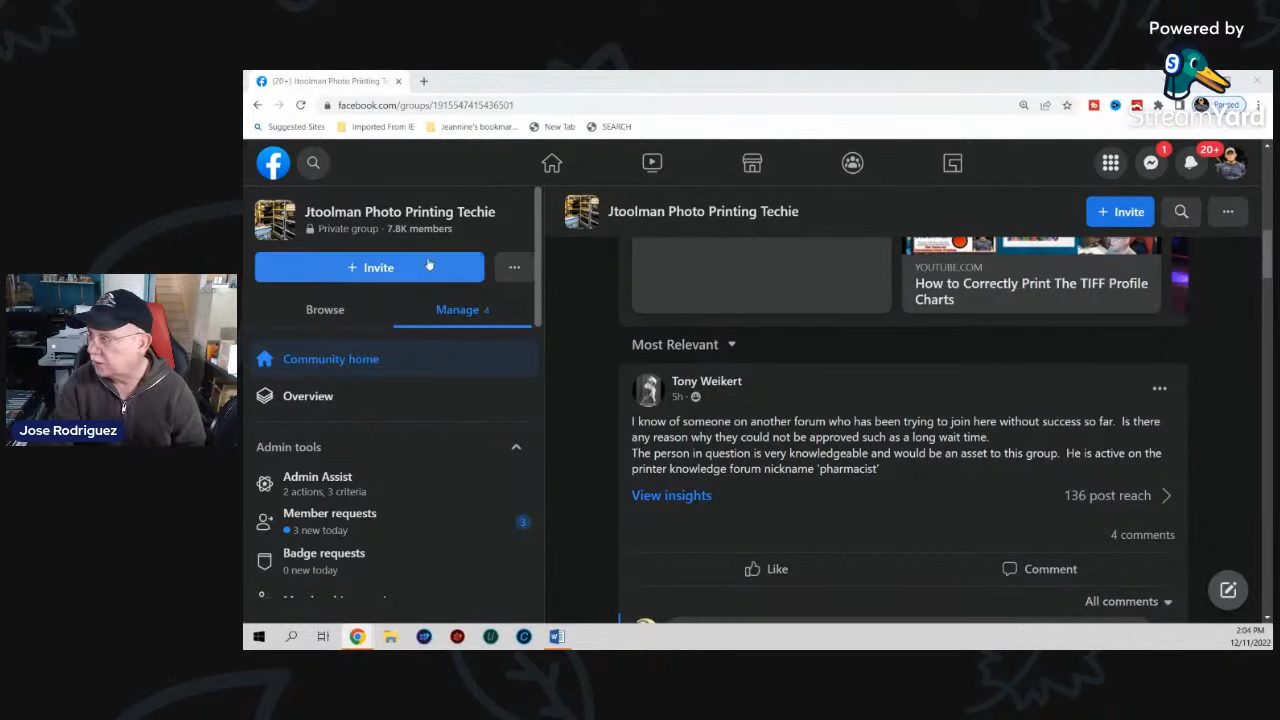 Powered by
StreamYard
(20+) Jtoolman Photo Printing Te
facebook.com/groups/1915547415436501
Paused
Suggested Sites
Imported From IE
Jeannine's bookmar...
New Tab
SEARCH
1
20+
Jtoolman Photo Printing Techie
Private group · 7.8K members
+ Invite
Browse
Manage 4
Community home
Overview
Admin tools
Admin Assist
2 actions, 3 criteria
Member requests
3 new today
3
Badge requests
0 new today
Jtoolman Photo Printing Techie
+ Invite
YOUTUBE.COM
How to Correctly Print The TIFF Profile
Charts
Most Relevant
Tony Weikert
5h ·
I know of someone on another forum who has been trying to join here without success so far. Is there
any reason why they could not be approved such as a long wait time.
The person in question is very knowledgeable and would be an asset to this group. He is active on the
printer knowledge forum nickname 'pharmacist'
View insights
136 post reach
4 comments
Like
Comment
All comments
2:04 PM
12/11/2022
Jose Rodriguez